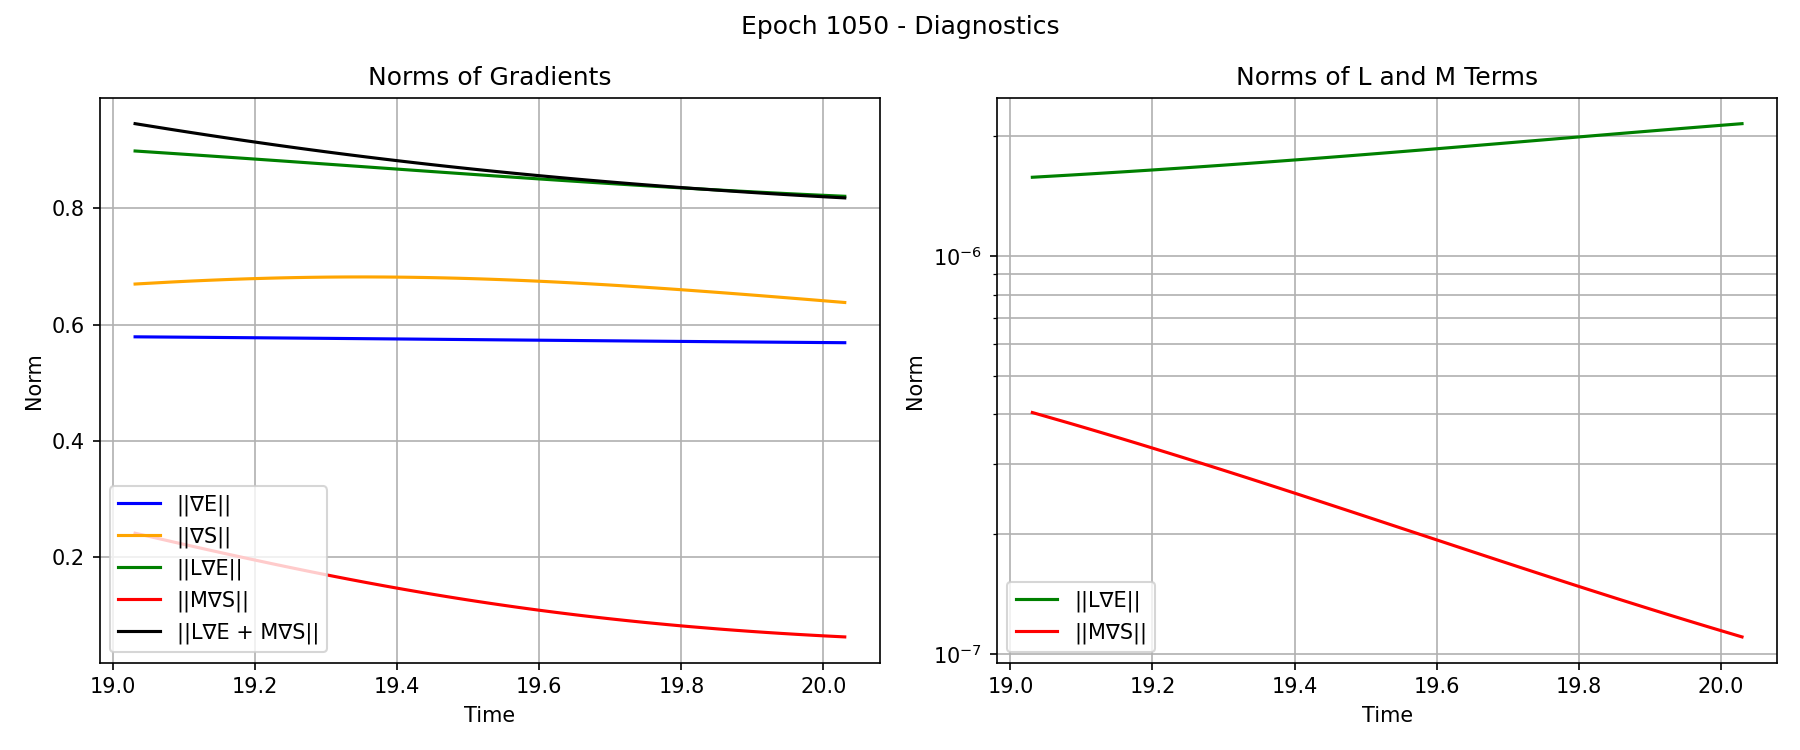 Epoch 1050 - Diagnostics
Norms of Gradients
Norm
0.8
0.6
0.4
0.2
||∇E||
||∇S||
||L∇E||
||M∇S||
||L∇E + M∇S||
19.0 19.2 19.4 19.6 19.8 20.0
Time
Norms of L and M Terms
Norm
10⁻⁶
10⁻⁷
||L∇E||
||M∇S||
19.0 19.2 19.4 19.6 19.8 20.0
Time